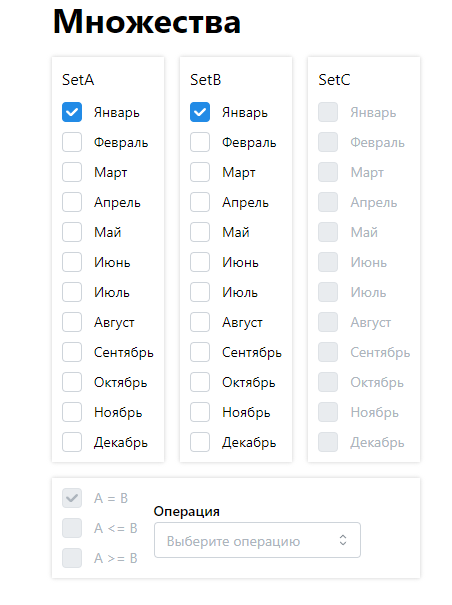 Множества
SetA
Январь
Февраль
Март
Апрель
Май
Июнь
Июль
Август
Сентябрь
Октябрь
Ноябрь
Декабрь
SetB
Январь
Февраль
Март
Апрель
Май
Июнь
Июль
Август
Сентябрь
Октябрь
Ноябрь
Декабрь
SetC
Январь
Февраль
Март
Апрель
Май
Июнь
Июль
Август
Сентябрь
Октябрь
Ноябрь
Декабрь
A = B
A <= B
A >= B
Операция
Выберите операцию